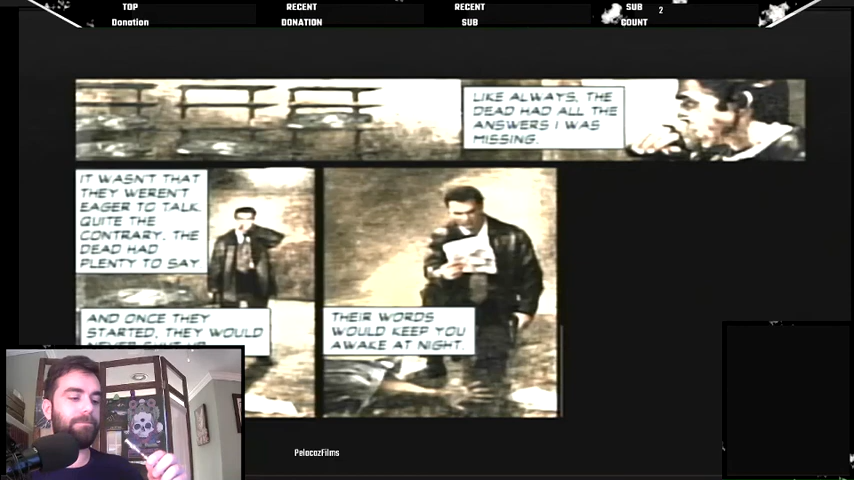 TOP
Donation
RECENT
DONATION
RECENT
SUB
SUB
COUNT
2
LIKE ALWAYS, THE
DEAD HAD ALL THE
ANSWERS I WAS
MISSING.
IT WASN'T THAT
THEY WEREN'T
EAGER TO TALK.
QUITE THE
CONTRARY. THE
DEAD HAD
PLENTY TO SAY
AND ONCE THEY
STARTED, THEY WOULD
THEIR WORDS
WOULD KEEP YOU
AWAKE AT NIGHT.
PelacazFilms